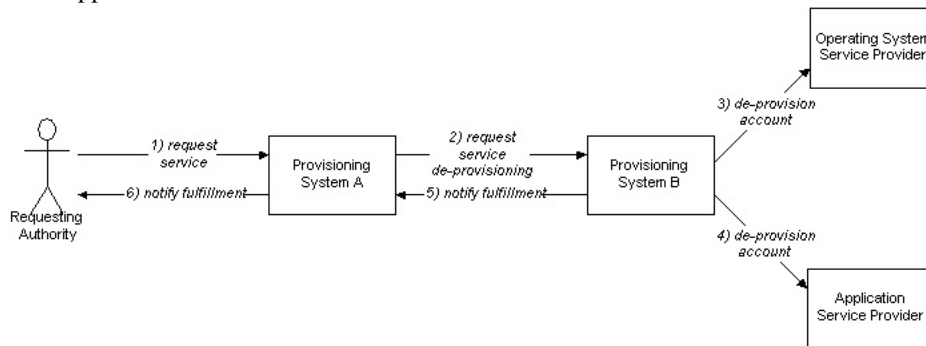 Operating System
Service Provider
3) de-provision
account
1) request
service
2) request
service
de-provisioning
Provisioning
System A
Provisioning
System B
6) notify fulfillment
5) notify fulfillment
Requesting
Authority
4) de-provision
account
Application
Service Provider